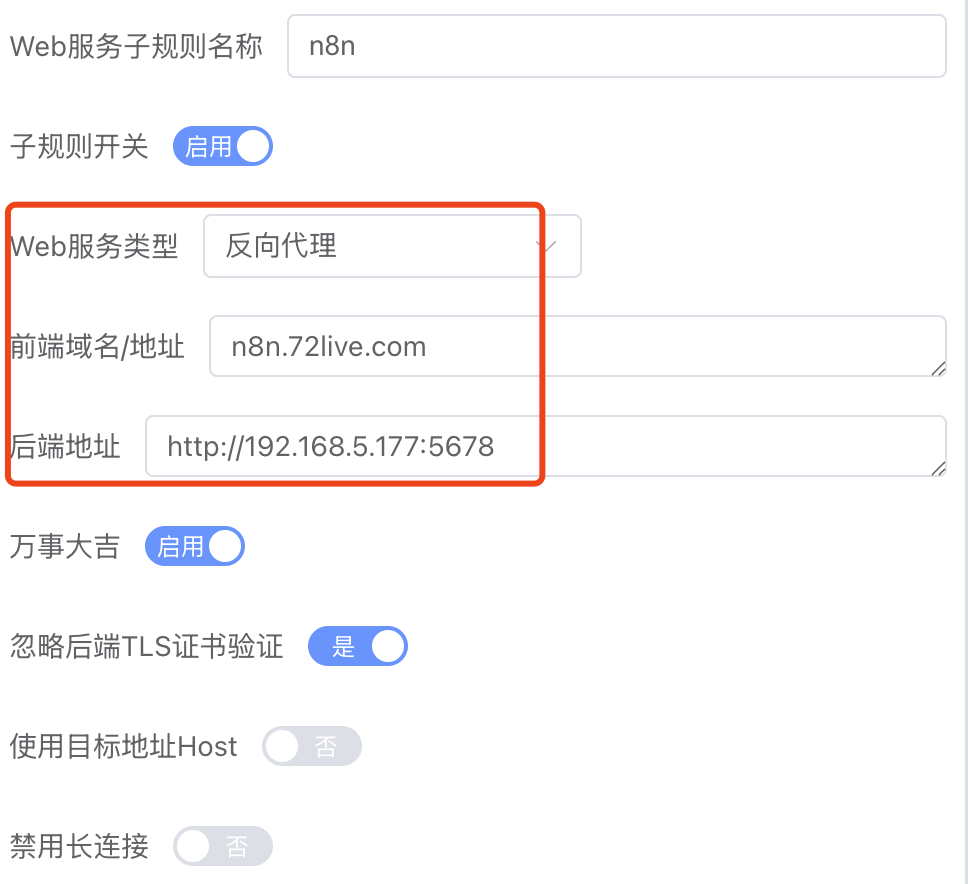 Web服务子规则名称 n8n
子规则开关 启用
Web服务类型 反向代理
前端域名/地址 n8n.72live.com
后端地址 http://192.168.5.177:5678
万事大吉 启用
忽略后端TLS证书验证 是
使用目标地址Host 否
禁用长连接 否